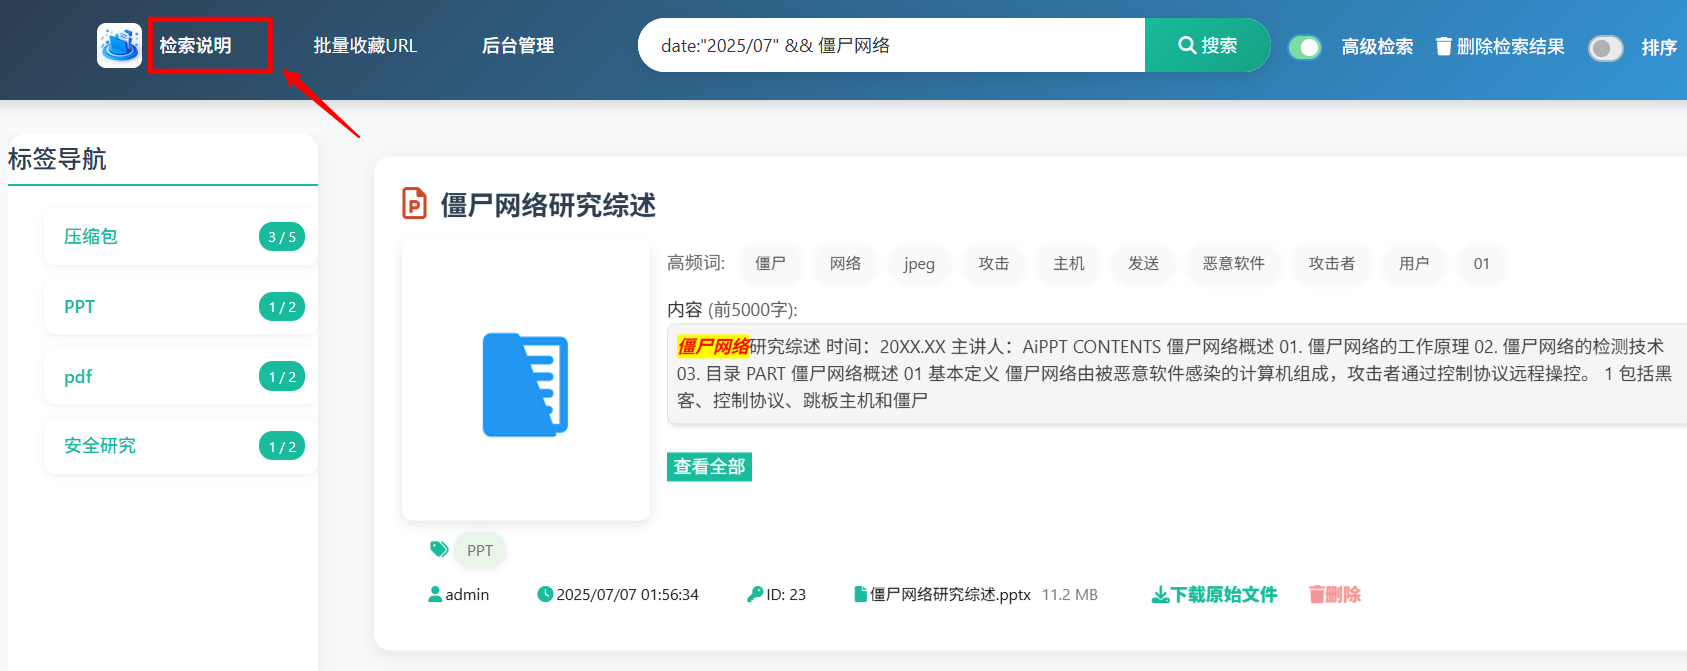 检索说明 批量收藏URL 后台管理 date:"2025/07" && 僵尸网络 搜索 高级检索 删除检索结果 排序
标签导航
压缩包 3 / 5
PPT 1 / 2
pdf 1 / 2
安全研究 1 / 2
僵尸网络研究综述
高频词: 僵尸 网络 jpeg 攻击 主机 发送 恶意软件 攻击者 用户 01
内容 (前5000字):
僵尸网络研究综述 时间：20XX.XX 主讲人：AiPPT CONTENTS 僵尸网络概述 01. 僵尸网络的工作原理 02. 僵尸网络的检测技术
03. 目录 PART 僵尸网络概述 01 基本定义 僵尸网络由被恶意软件感染的计算机组成，攻击者通过控制协议远程操控。 1 包括黑
客、控制协议、跳板主机和僵尸
查看全部
PPT
admin 2025/07/07 01:56:34 ID: 23 僵尸网络研究综述.pptx 11.2 MB 下载原始文件 删除